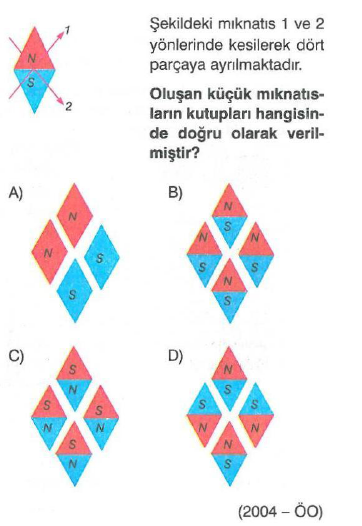 1
N
S
2
Şekildeki mıknatıs 1 ve 2
yönlerinde kesilerek dört
parçaya ayrılmaktadır.
Oluşan küçük mıknatıs-
ların kutupları hangisin-
de doğru olarak veril-
miştir?
A)
N
N
S
S
B)
N
S
N
N
S
S
N
S
C)
S
N
S
S
N
N
S
N
D)
N
S
S
S
N
N
N
S
(2004 – ÖO)